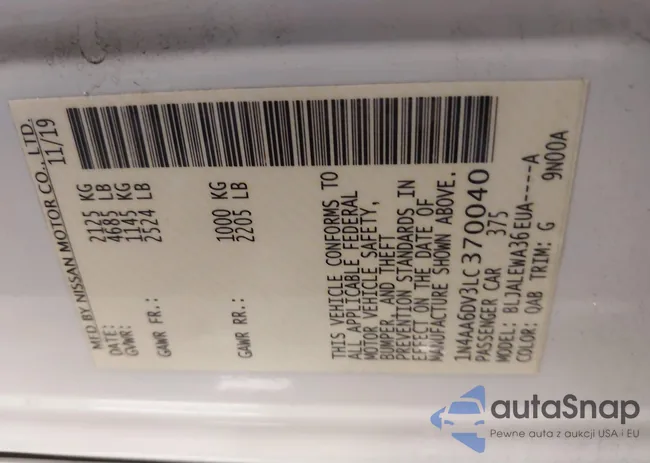 MFD BY NISSAN MOTOR CO., LTD.
DATE: 11/19
GVWR: 2125 KG
4685 LB
GAWR FR.: 1145 KG
2524 LB
GAWR RR.: 1000 KG
2205 LB
THIS VEHICLE CONFORMS TO
ALL APPLICABLE FEDERAL
MOTOR VEHICLE SAFETY,
BUMPER, AND THEFT
PREVENTION STANDARDS IN
EFFECT ON THE DATE OF
MANUFACTURE SHOWN ABOVE.
1N4AA6DV3LC370040
PASSENGER CAR 375
MODEL: BLJALEWA36EUA----A
COLOR: QAB TRIM: G 9N00A
autaSnap
Pewne auta z aukcji USA i EU